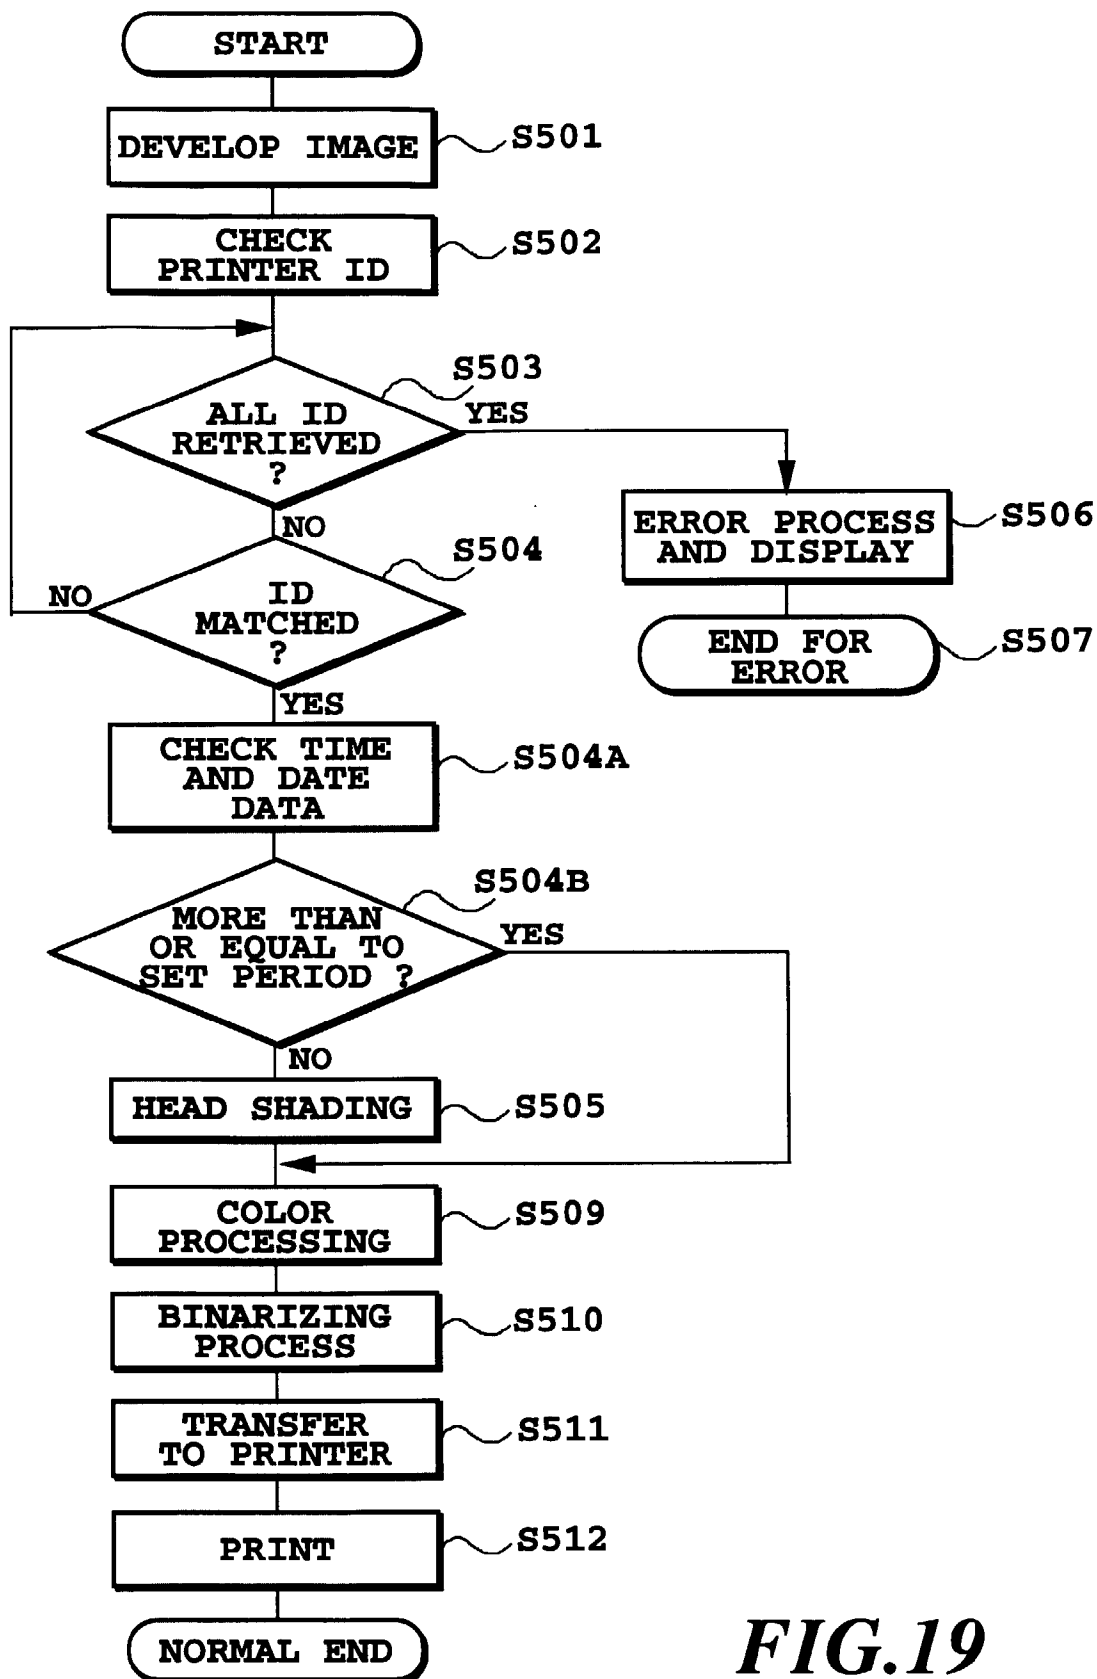 START
DEVELOP IMAGE
S501
CHECK
PRINTER ID
S502
S503
ALL ID
RETRIEVED
?
YES
NO
ERROR PROCESS
AND DISPLAY
S506
S504
ID
MATCHED
?
NO
YES
END FOR
ERROR
S507
CHECK TIME
AND DATE
DATA
S504A
S504B
MORE THAN
OR EQUAL TO
SET PERIOD ?
YES
NO
HEAD SHADING
S505
COLOR
PROCESSING
S509
BINARIZING
PROCESS
S510
TRANSFER
TO PRINTER
S511
PRINT
S512
NORMAL END
FIG.19